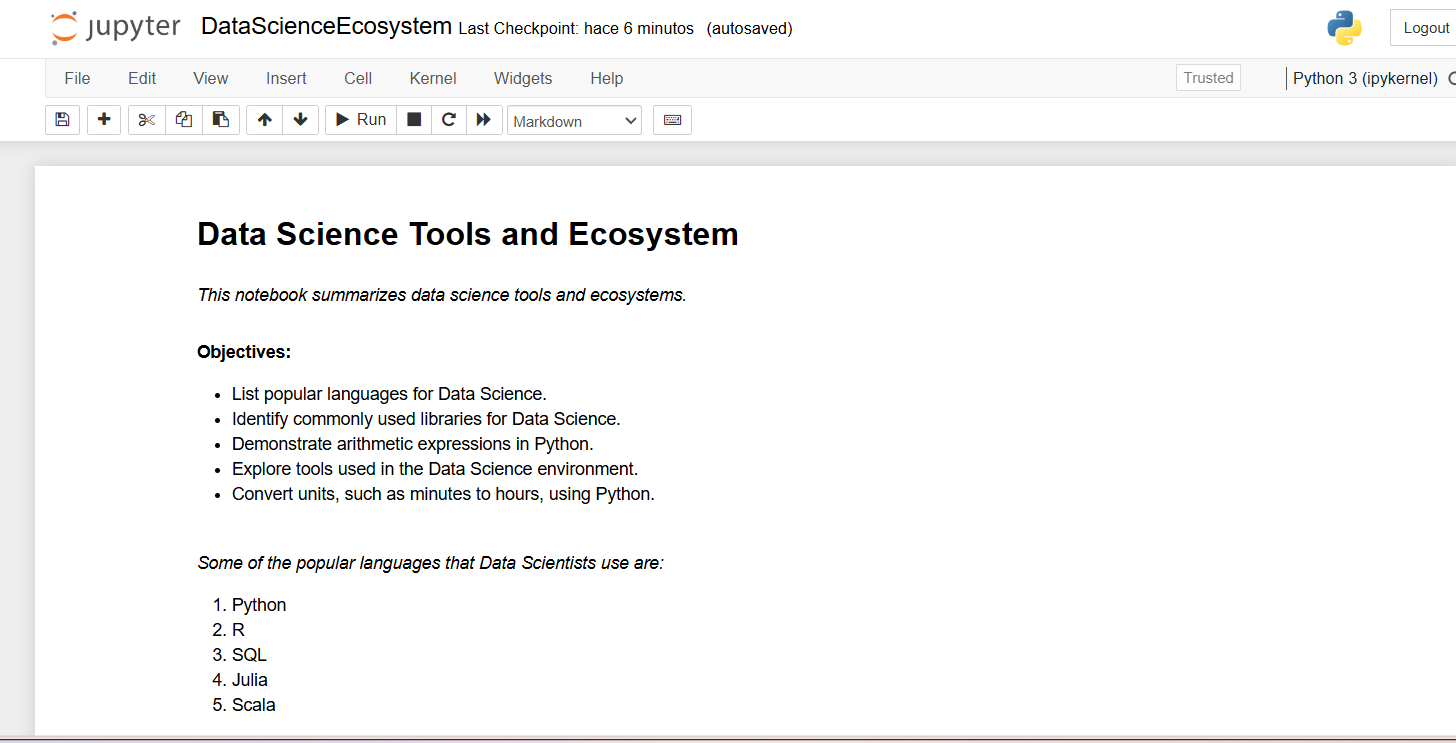 jupyter DataScienceEcosystem Last Checkpoint: hace 6 minutos (autosaved) Logout
File Edit View Insert Cell Kernel Widgets Help Trusted Python 3 (ipykernel)
Run Markdown
Data Science Tools and Ecosystem
This notebook summarizes data science tools and ecosystems.
Objectives:
• List popular languages for Data Science.
• Identify commonly used libraries for Data Science.
• Demonstrate arithmetic expressions in Python.
• Explore tools used in the Data Science environment.
• Convert units, such as minutes to hours, using Python.
Some of the popular languages that Data Scientists use are:
1. Python
2. R
3. SQL
4. Julia
5. Scala